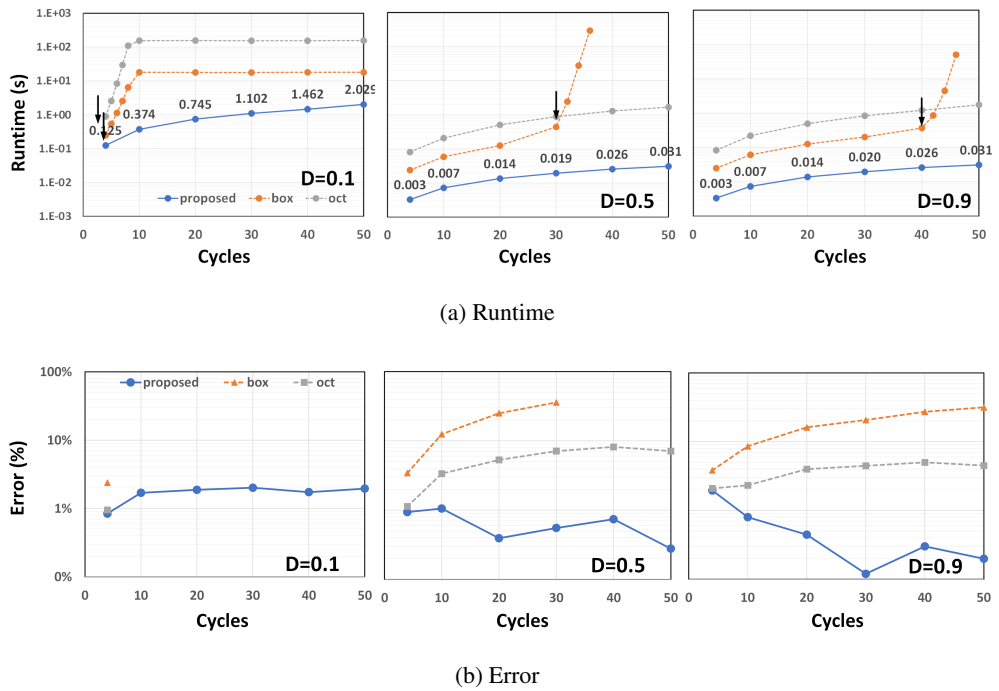 Runtime (s)
1.E+03
1.E+02
1.E+01
1.E+00
1.E-01
1.E-02
1.E-03
0.125
0.374
0.745
1.102
1.462
2.029
D=0.1
proposed box oct
0 10 20 30 40 50
Cycles
0.003
0.007
0.014
0.019
0.026
0.031
D=0.5
0 10 20 30 40 50
Cycles
0.003
0.007
0.014
0.020
0.026
0.031
D=0.9
0 10 20 30 40 50
Cycles
(a) Runtime
Error (%)
100%
10%
1%
0%
proposed box oct
D=0.1
0 10 20 30 40 50
Cycles
D=0.5
0 10 20 30 40 50
Cycles
D=0.9
0 10 20 30 40 50
Cycles
(b) Error